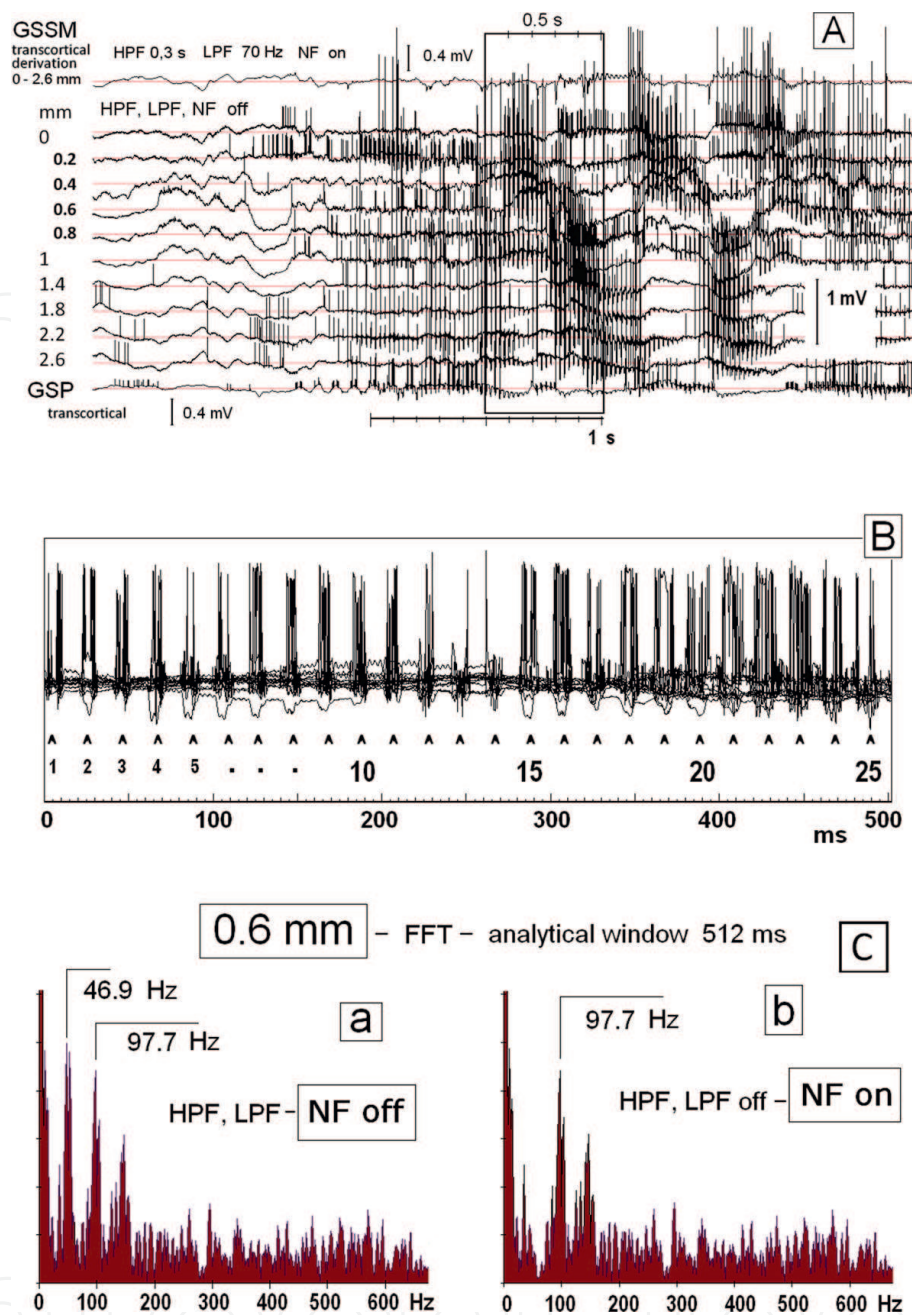 GSSM
transcortical
derivation
0 - 2.6 mm
HPF 0,3 s LPF 70 Hz NF on
0.4 mV
0.5 s
A
mm
HPF, LPF, NF off
0
0.2
0.4
0.6
0.8
1
1.4
1.8
2.2
2.6
1 mV
GSP
transcortical
0.4 mV
1 s
B
^ ^ ^ ^ ^ ^ ^ ^ ^ ^ ^ ^ ^ ^ ^ ^ ^ ^ ^ ^ ^ ^ ^ ^ ^
1 2 3 4 5 . . . 10 15 20 25
0 100 200 300 400 500
ms
0.6 mm – FFT – analytical window 512 ms
C
46.9 Hz
97.7 Hz
a
HPF, LPF – NF off
0 100 200 300 400 500 600 Hz
97.7 Hz
b
HPF, LPF off – NF on
0 100 200 300 400 500 600 Hz